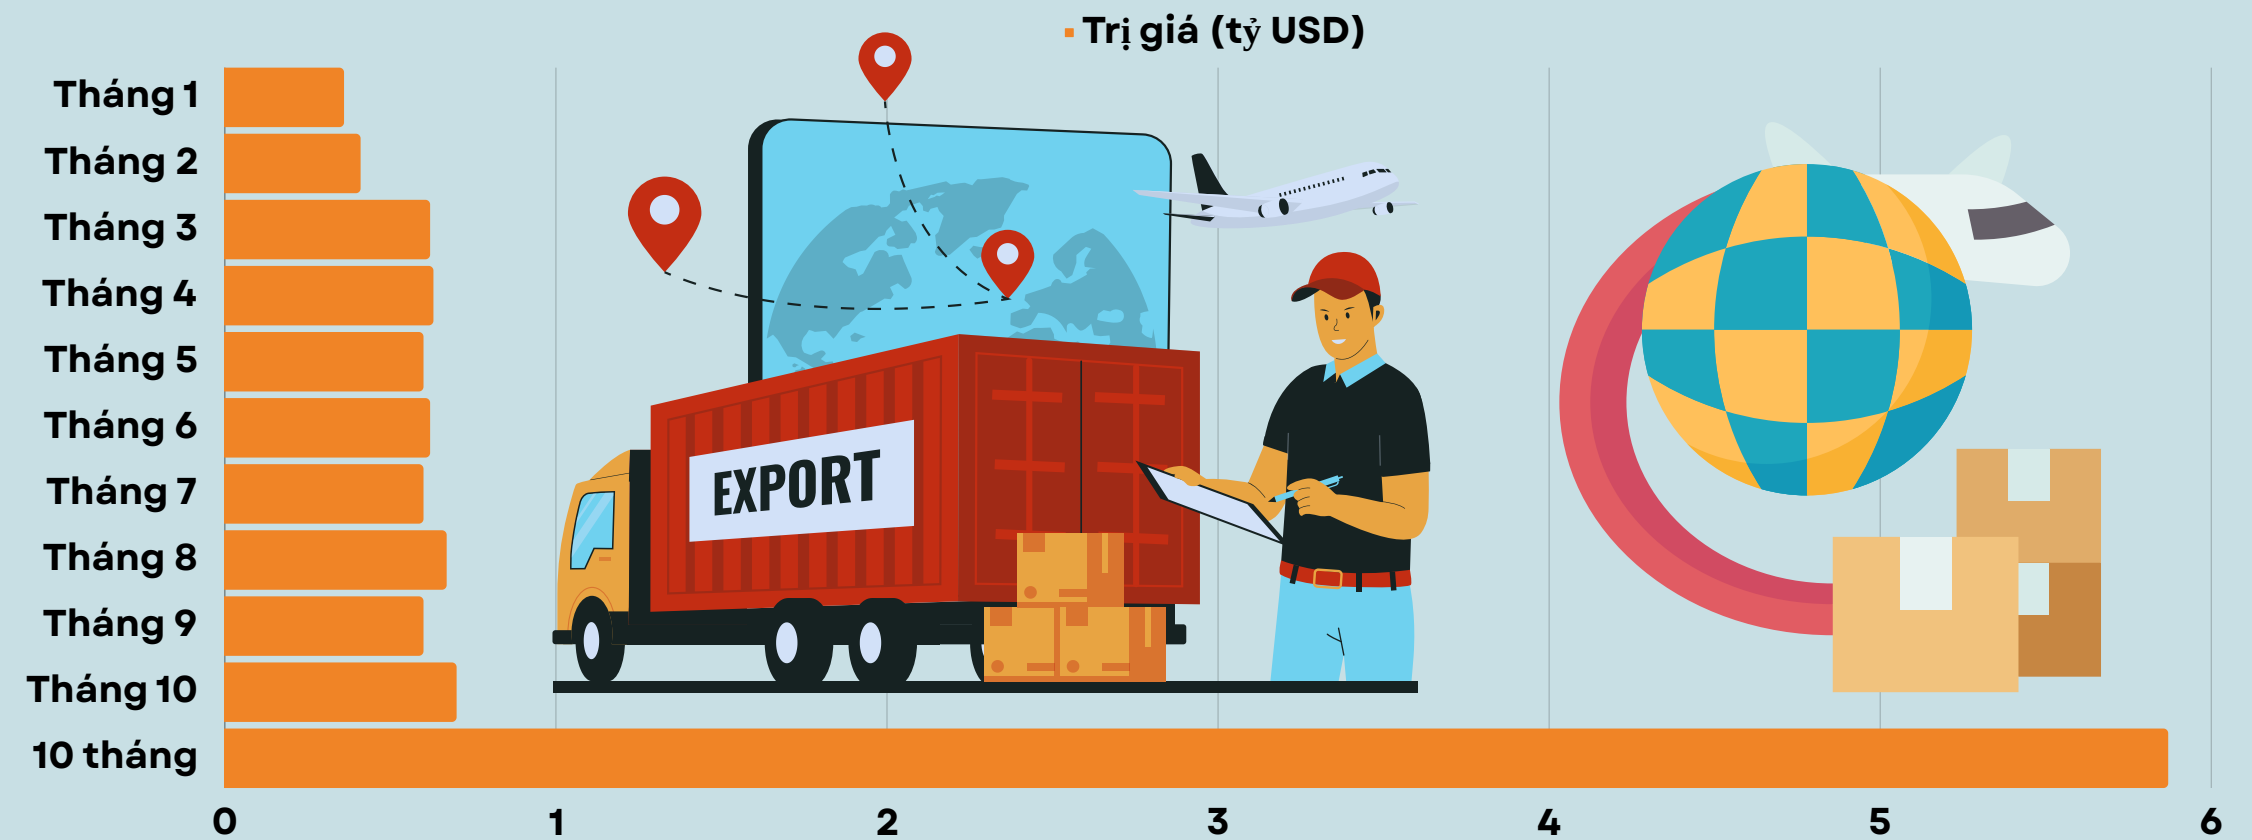 Trị giá (tỷ USD)
Tháng 1
Tháng 2
Tháng 3
Tháng 4
Tháng 5
Tháng 6
Tháng 7
Tháng 8
Tháng 9
Tháng 10
10 tháng
EXPORT
0 1 2 3 4 5 6